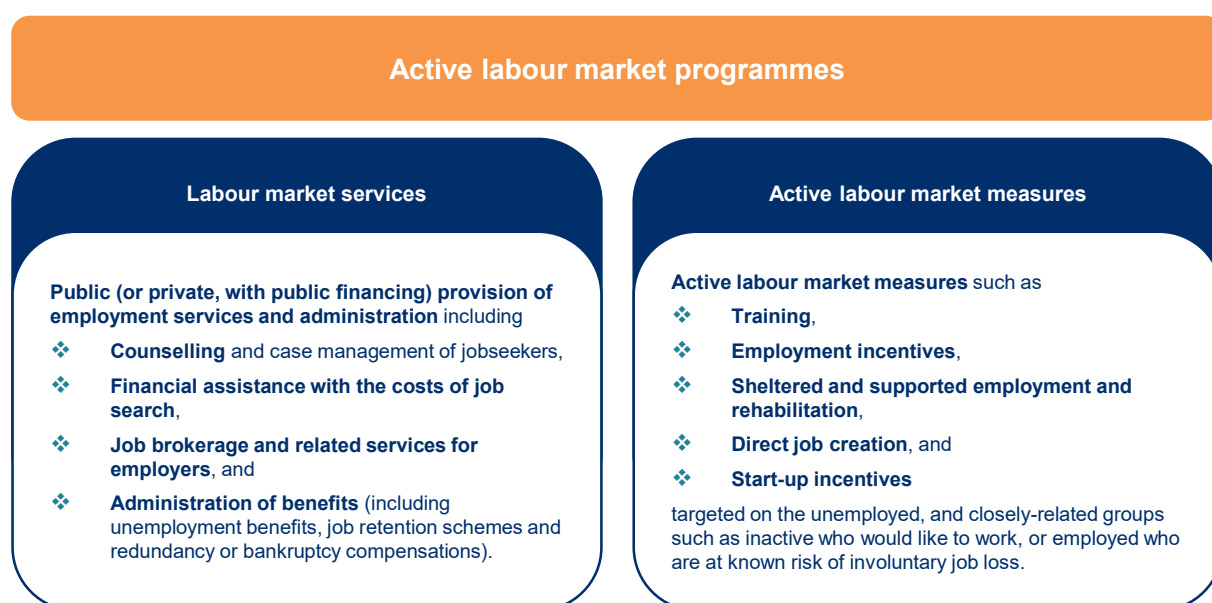 Active labour market programmes
Labour market services
Public (or private, with public financing) provision of
employment services and administration including
❖ Counselling and case management of jobseekers,
❖ Financial assistance with the costs of job
search,
❖ Job brokerage and related services for
employers, and
❖ Administration of benefits (including
unemployment benefits, job retention schemes and
redundancy or bankruptcy compensations).
Active labour market measures
Active labour market measures such as
❖ Training,
❖ Employment incentives,
❖ Sheltered and supported employment and
rehabilitation,
❖ Direct job creation, and
❖ Start-up incentives
targeted on the unemployed, and closely-related groups
such as inactive who would like to work, or employed who
are at known risk of involuntary job loss.